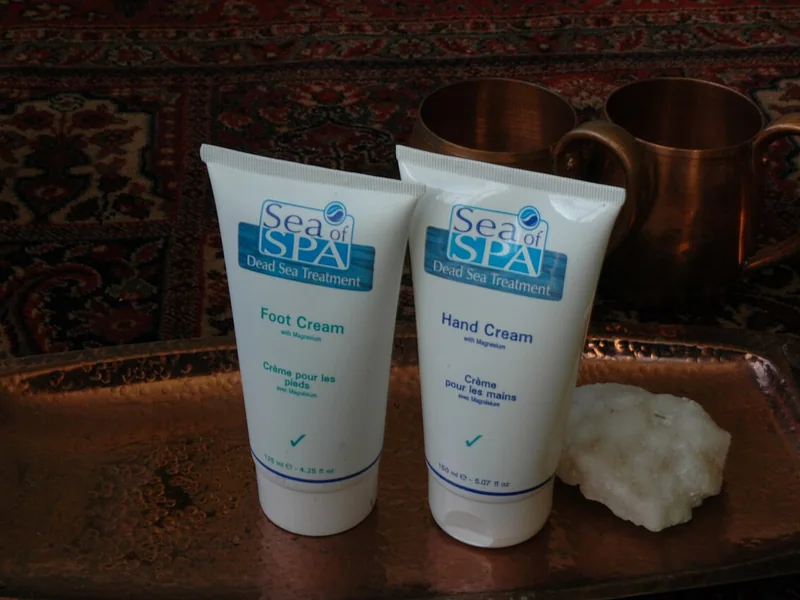 Sea of
SPA
Dead Sea Treatment
Foot Cream
with Magnesium
Crème pour les
pieds
avec Magnésium
125 ml e - 4.25 fl oz
Sea of
SPA
Dead Sea Treatment
Hand Cream
with Magnesium
Crème
pour les mains
avec Magnésium
150 ml e - 5.07 fl oz